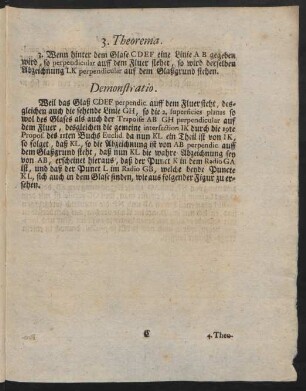 3. Theorema.
3. Wenn hinter dem Glase CDEF eine Linie AB gegeben
wird, so perpendicular auff dem Fluer stehet, so wird derselben
Abzeichnung LK perpendicular auf dem Glaßgrund stehen.
Demonstratio.
Weil das Glaß CDEF perpendic. auff dem Fluer steht, des-
gleichen auch die sehende Linie GH, so die 2. superficies planas so
wol des Glases als auch der Traposite AB GH perpendicular auf
dem Fluer, desgleichen die gemeine intersection IK durch die 19te
Propos. des 11ten Buchs Euclid. da nun KL ein Theil ist von IK,
so folget, daß KL, so die Abzeichnung ist von AB perpendic. auff
dem Glaßgrund steht, daß nun KL die wahre Abzeichnung sey
von AB, erscheinet hieraus, daß der Punct K in dem Radio GA
ist, und daß der Punct L im Radio GB, welche beyde Puncte
KL, sich auch in dem Glase finden, wie aus folgender Figur zu er-
sehen.
C
4. Theo-